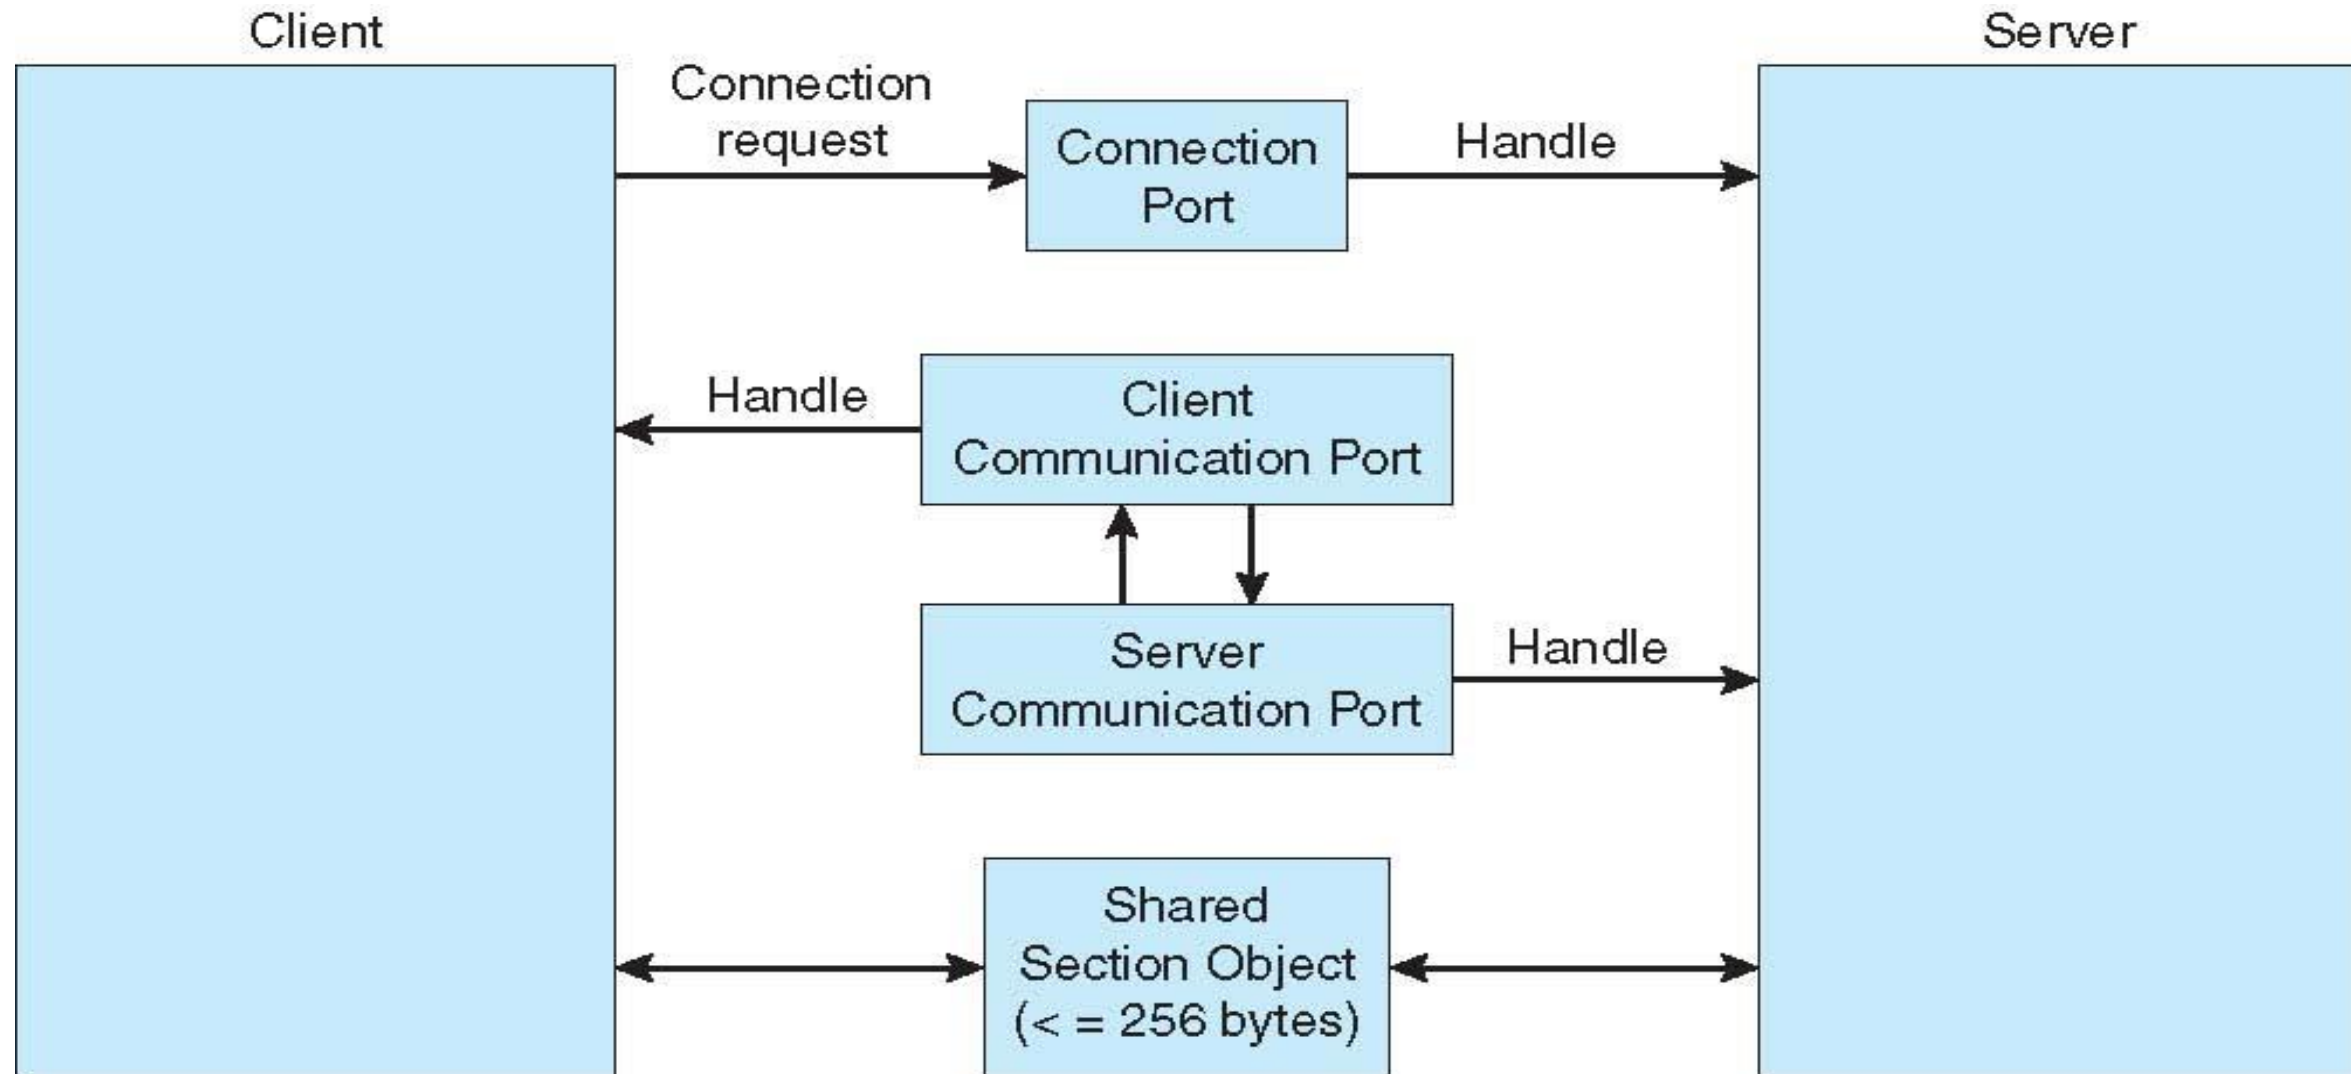 Client
Server
Connection
request
Connection
Port
Handle
Handle
Client
Communication Port
Server
Communication Port
Handle
Shared
Section Object
(< = 256 bytes)